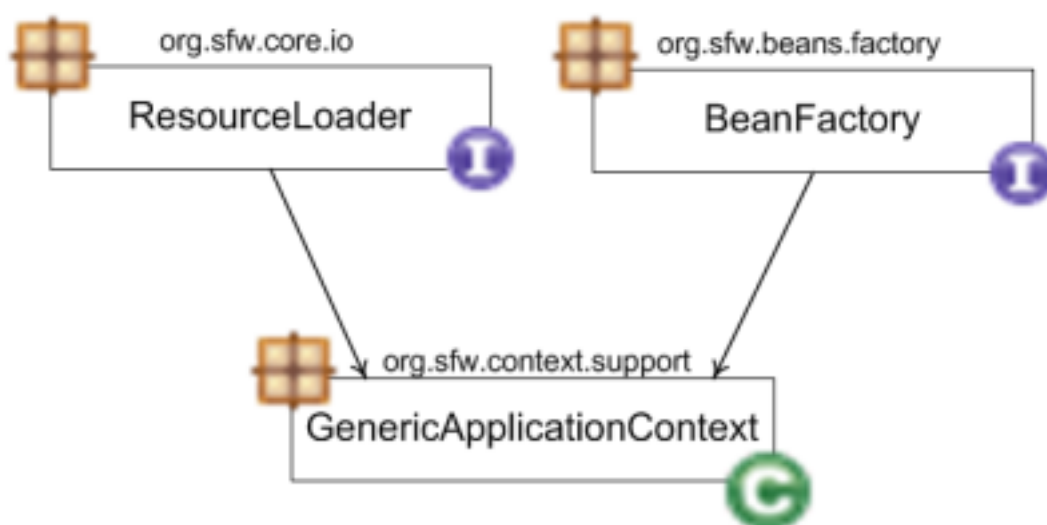 org.sfw.core.io
ResourceLoader
I
org.sfw.beans.factory
BeanFactory
I
org.sfw.context.support
GenericApplicationContext
C